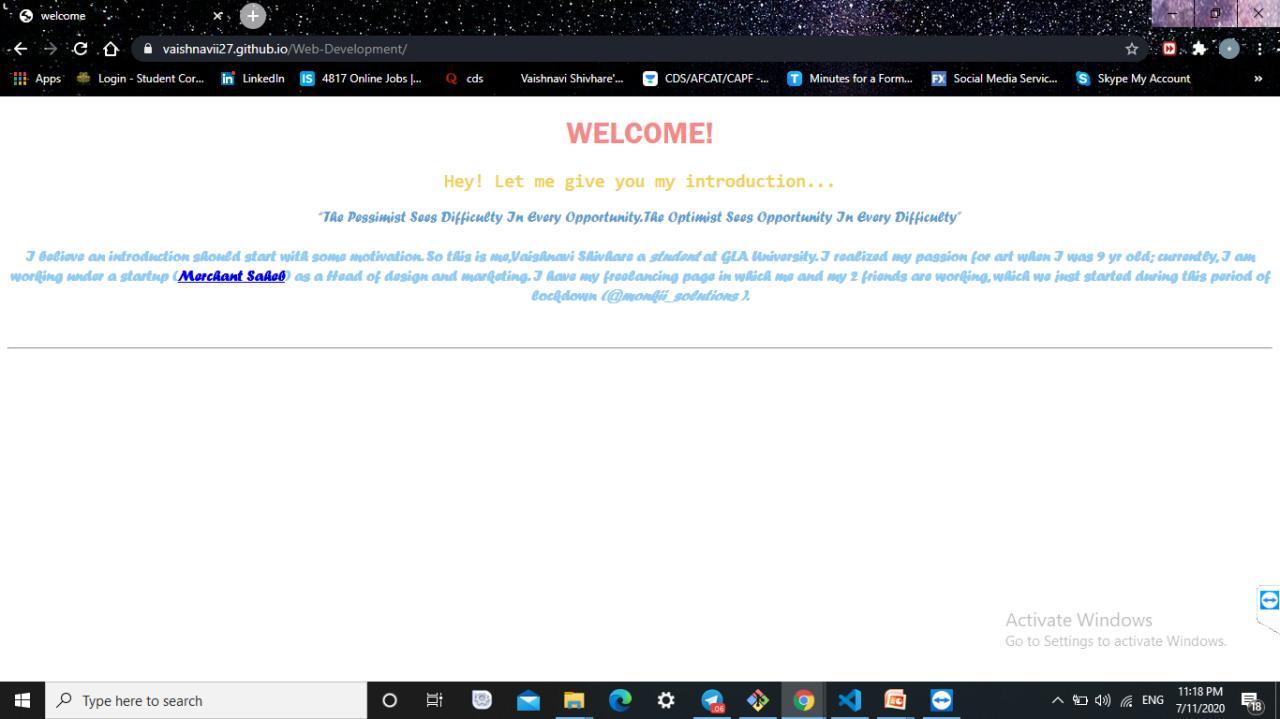 welcome
vaishnavii27.github.io/Web-Development/
Apps
Login - Student Cor...
LinkedIn
4817 Online Jobs |...
cds
Vaishnavi Shivhare'...
CDS/AFCAT/CAPF -...
Minutes for a Form...
Social Media Servic...
Skype My Account
WELCOME!
Hey! Let me give you my introduction...
"The Pessimist Sees Difficulty In Every Opportunity.The Optimist Sees Opportunity In Every Difficulty"
I believe an introduction should start with some motivation. So this is me,Vaishnavi Shivhare a student at GLA University. I realized my passion for art when I was 9 yr old; currently, I am
working under a startup (Merchant Saheb) as a Head of design and marketing. I have my freelancing page in which me and my 2 friends are working, which we just started during this period of
lockdown (@monkii_solutions ).
Activate Windows
Go to Settings to activate Windows.
Type here to search
ENG
11:18 PM
7/11/2020
18